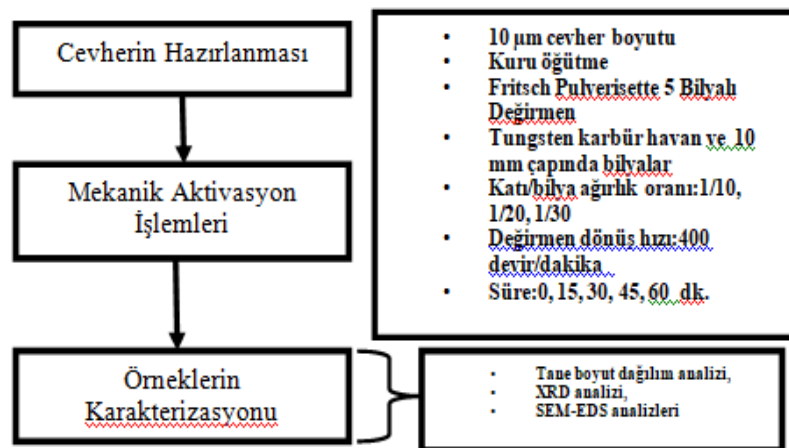 Cevherin Hazırlanması
• 10 µm cevher boyutu
• Kuru öğütme
• Fritsch Pulverisette 5 Bilyalı
Değirmen
• Tungsten karbür havan ve 10
mm çapında bilyalar
• Katı/bilya ağırlık oranı:1/10,
1/20, 1/30
• Değirmen dönüş hızı:400
devir/dakika
• Süre:0, 15, 30, 45, 60 dk.
Mekanik Aktivasyon
İşlemleri
Örneklerin
Karakterizasyonu
• Tane boyut dağılım analizi,
• XRD analizi,
• SEM-EDS analizleri